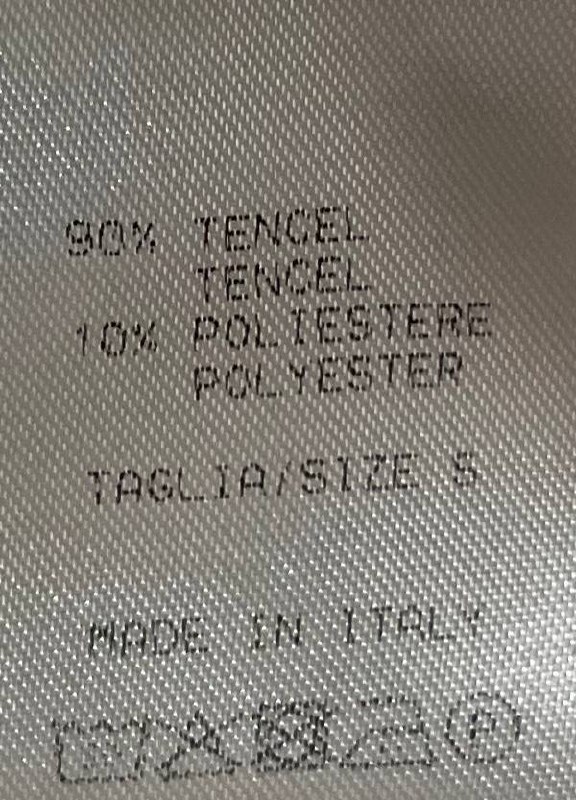 90% TENCEL
TENCEL
10% POLIESTERE
POLYESTER
TAGLIA/SIZE S
MADE IN ITALY
P